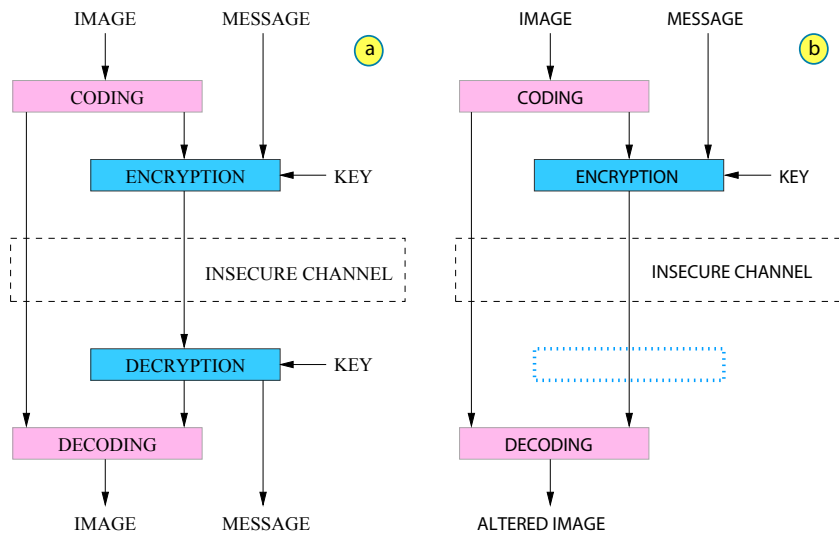 IMAGE MESSAGE
a
CODING
ENCRYPTION KEY
INSECURE CHANNEL
DECRYPTION KEY
DECODING
IMAGE MESSAGE
IMAGE MESSAGE
b
CODING
ENCRYPTION KEY
INSECURE CHANNEL
DECODING
ALTERED IMAGE